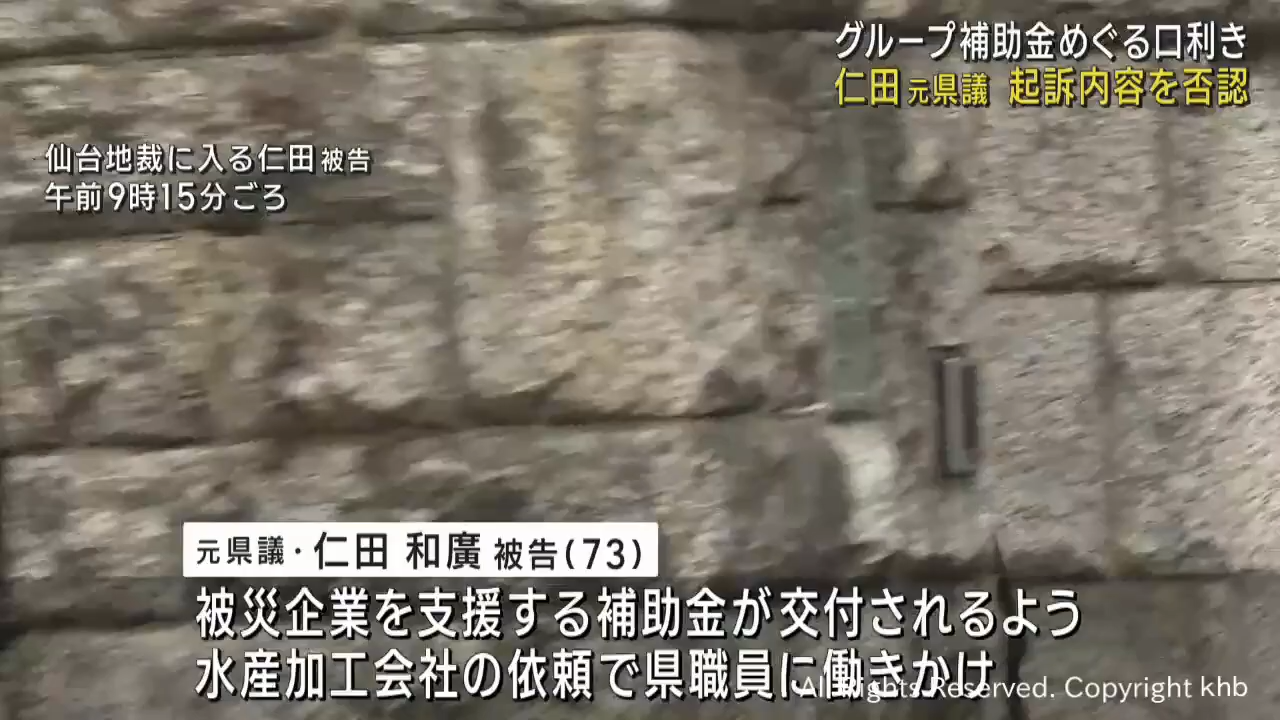 グループ補助金めぐる口利き
仁田 元県議 起訴内容を否認
仙台地裁に入る仁田被告
午前9時15分ごろ
元県議・仁田 和廣 被告(73)
被災企業を支援する補助金が交付されるよう
水産加工会社の依頼で県職員に働きかけ
All Rights Reserved. Copyright khb